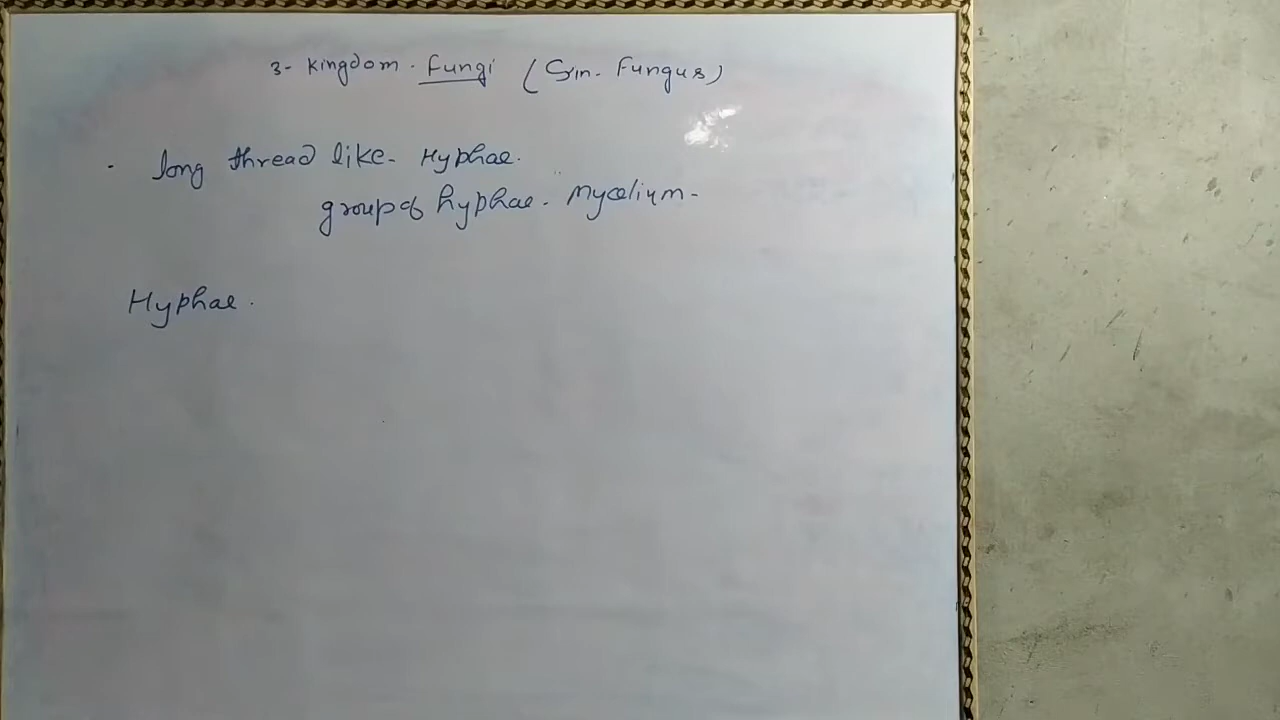 3- Kingdom. Fungi (Sin. Fungus)
. long thread like- Hyphae.
group of hyphae. Mycelium-
Hyphae.